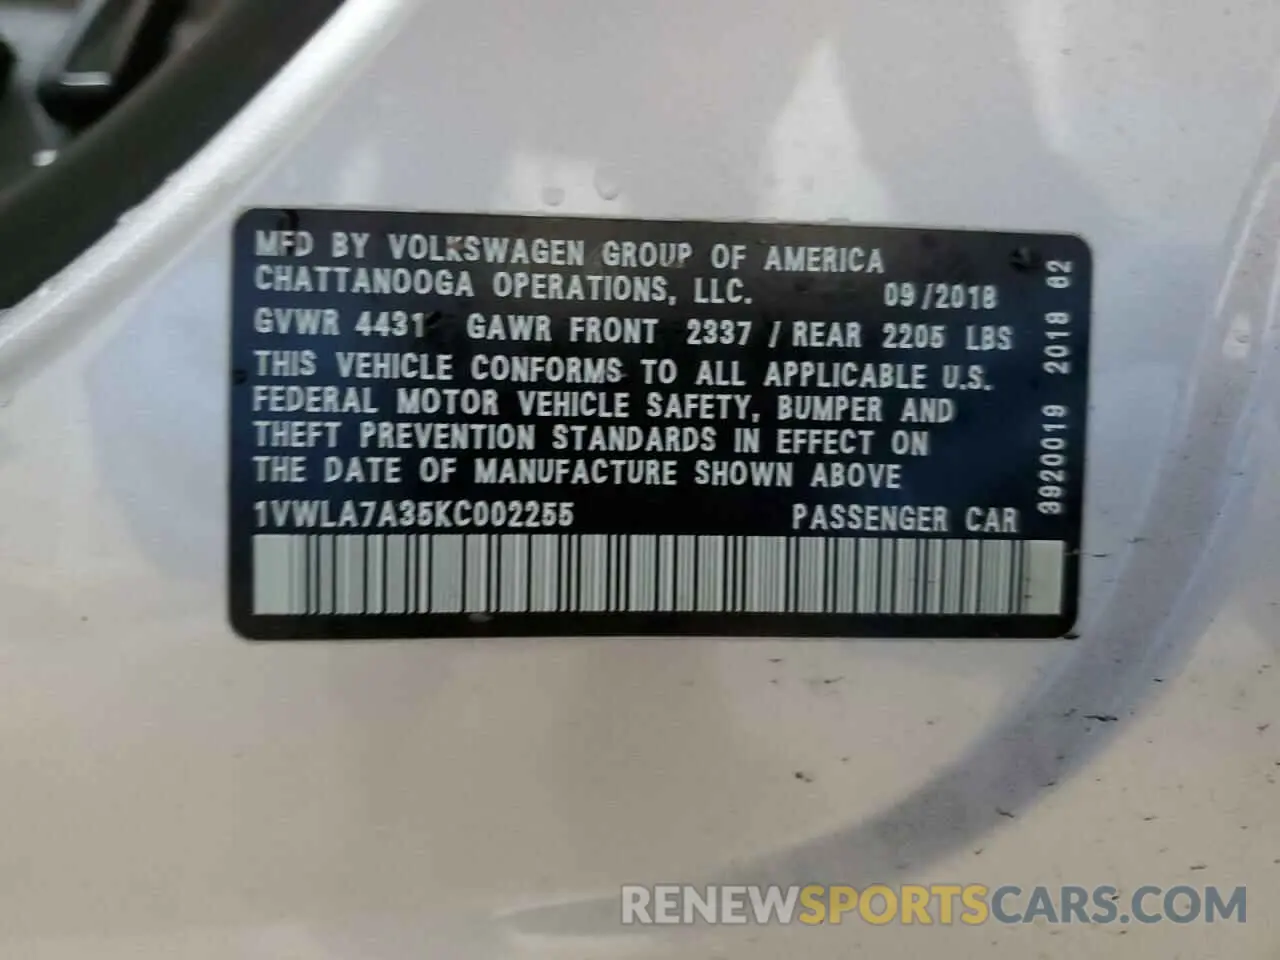 MFD BY VOLKSWAGEN GROUP OF AMERICA
CHATTANOOGA OPERATIONS, LLC. 09/2018
GVWR 4431 GAWR FRONT 2337 / REAR 2205 LBS
THIS VEHICLE CONFORMS TO ALL APPLICABLE U.S.
FEDERAL MOTOR VEHICLE SAFETY, BUMPER AND
THEFT PREVENTION STANDARDS IN EFFECT ON
THE DATE OF MANUFACTURE SHOWN ABOVE
1VWLA7A35KC002255 PASSENGER CAR
3920019 2018 62
RENEWSPORTSCARS.COM